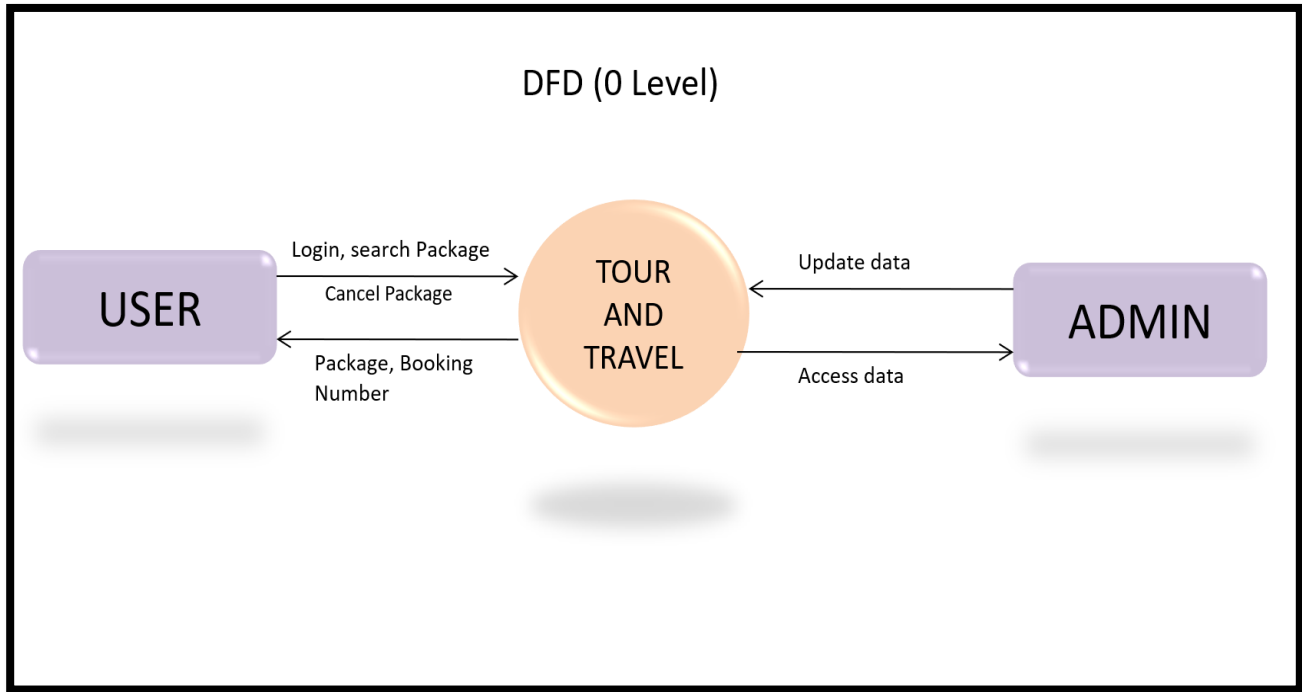 DFD (0 Level)
USER
Login, search Package
Cancel Package
Package, Booking
Number
TOUR
AND
TRAVEL
Update data
Access data
ADMIN